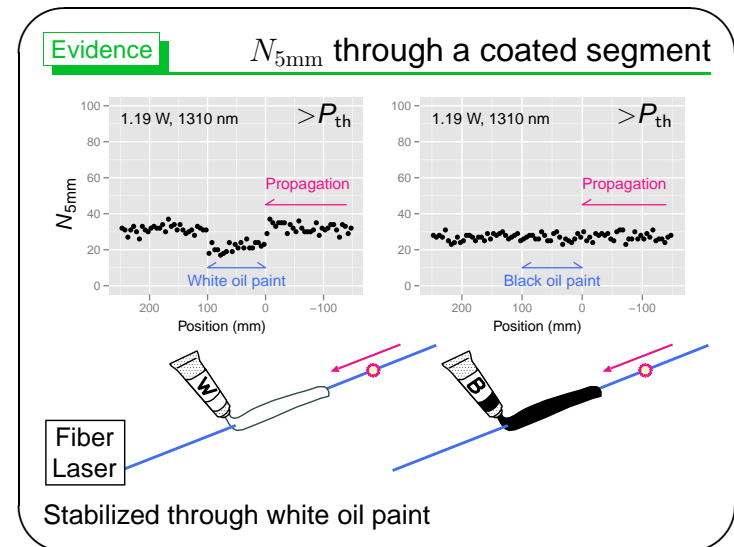 Evidence
N5mm through a coated segment
1.19 W, 1310 nm
>Pth
Propagation
White oil paint
N5mm
100
80
60
40
20
0
200
100
0
−100
Position (mm)
1.19 W, 1310 nm
>Pth
Propagation
Black oil paint
100
80
60
40
20
0
200
100
0
−100
Position (mm)
W
B
Fiber
Laser
Stabilized through white oil paint